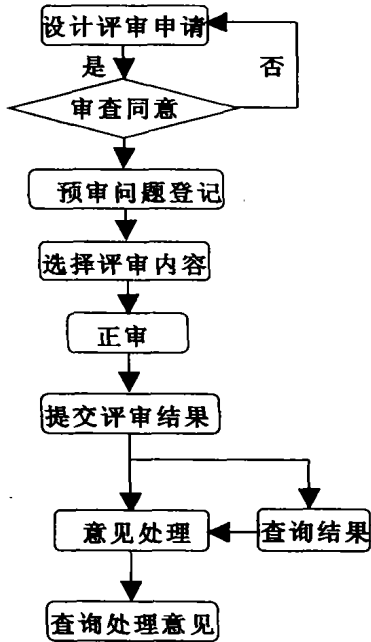 设计评审申请
是
否
审查同意
预审问题登记
选择评审内容
正审
提交评审结果
意见处理
查询结果
查询处理意见